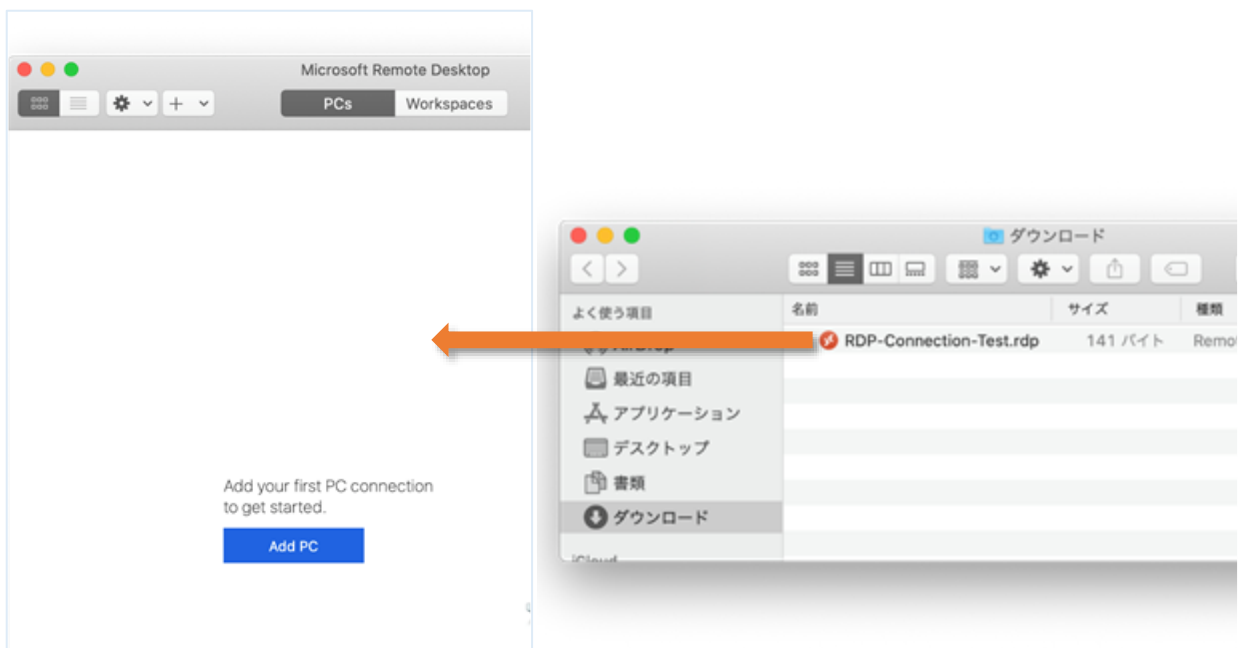 Microsoft Remote Desktop
PCs
Workspaces
Add your first PC connection
to get started.
Add PC
ダウンロード
よく使う項目
名前
サイズ
種類
RDP-Connection-Test.rdp
141 バイト
最近の項目
アプリケーション
デスクトップ
書類
ダウンロード